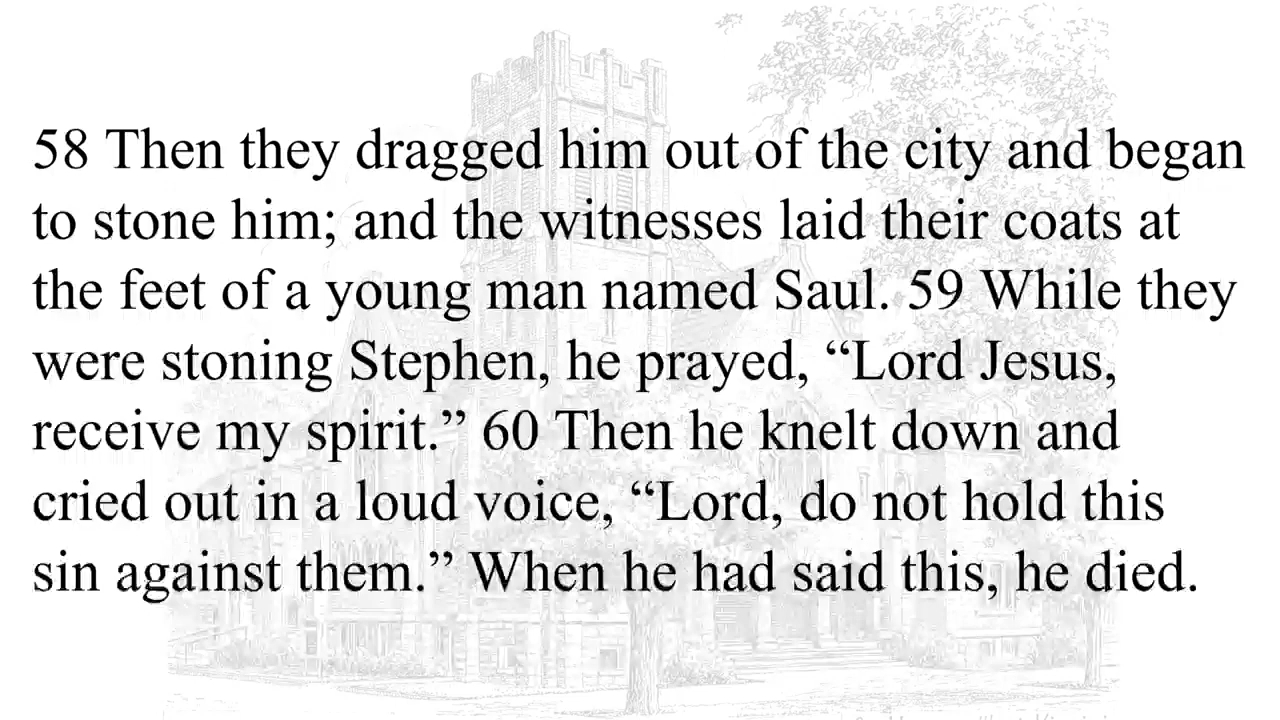 58 Then they dragged him out of the city and began
to stone him; and the witnesses laid their coats at
the feet of a young man named Saul. 59 While they
were stoning Stephen, he prayed, “Lord Jesus,
receive my spirit.” 60 Then he knelt down and
cried out in a loud voice, “Lord, do not hold this
sin against them.” When he had said this, he died.